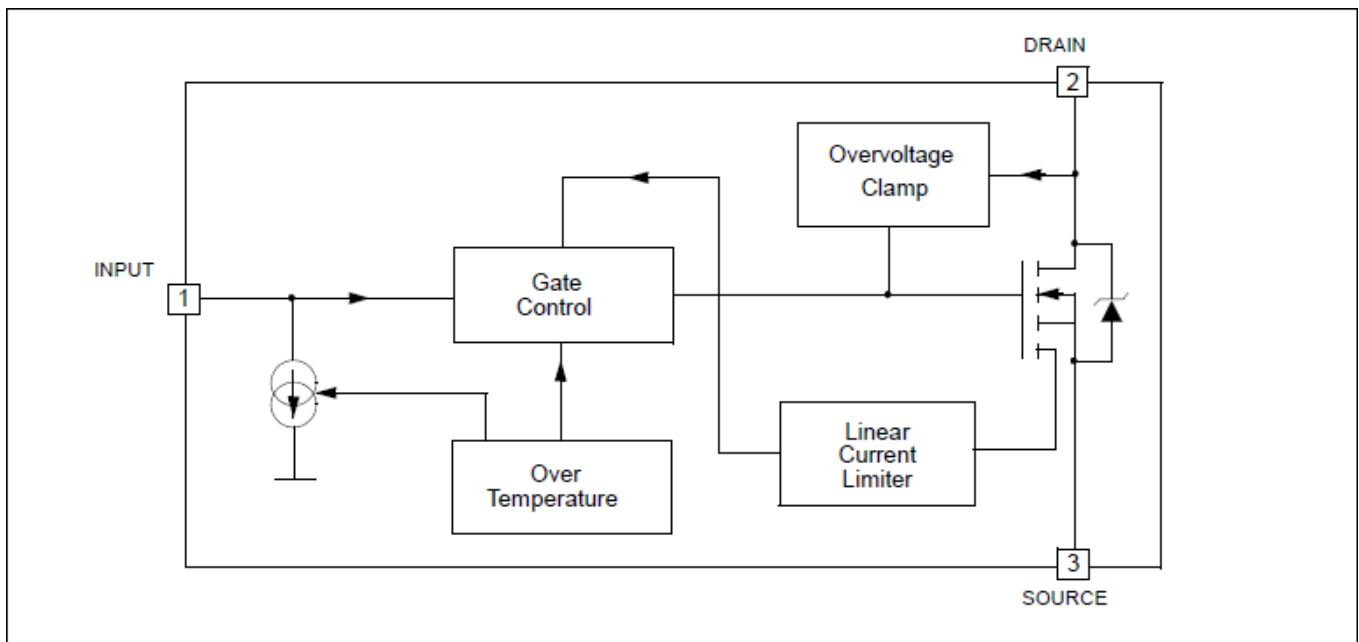 DRAIN
2
Overvoltage
Clamp
INPUT
1
Gate
Control
Linear
Current
Limiter
Over
Temperature
3
SOURCE